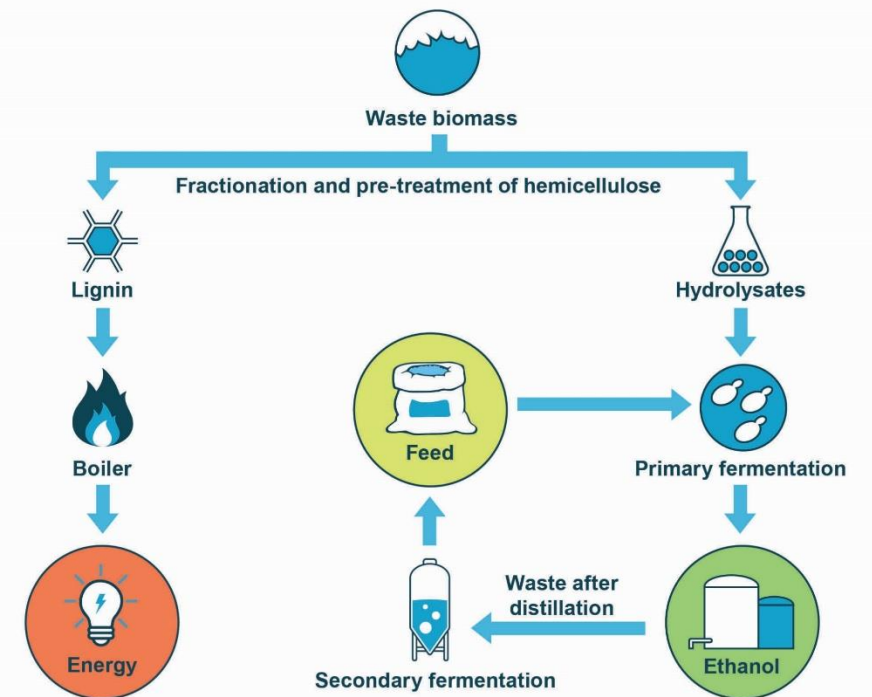 Waste biomass
Fractionation and pre-treatment of hemicellulose
Lignin
Hydrolysates
Boiler
Feed
Primary fermentation
Energy
Waste after
distillation
Secondary fermentation
Ethanol